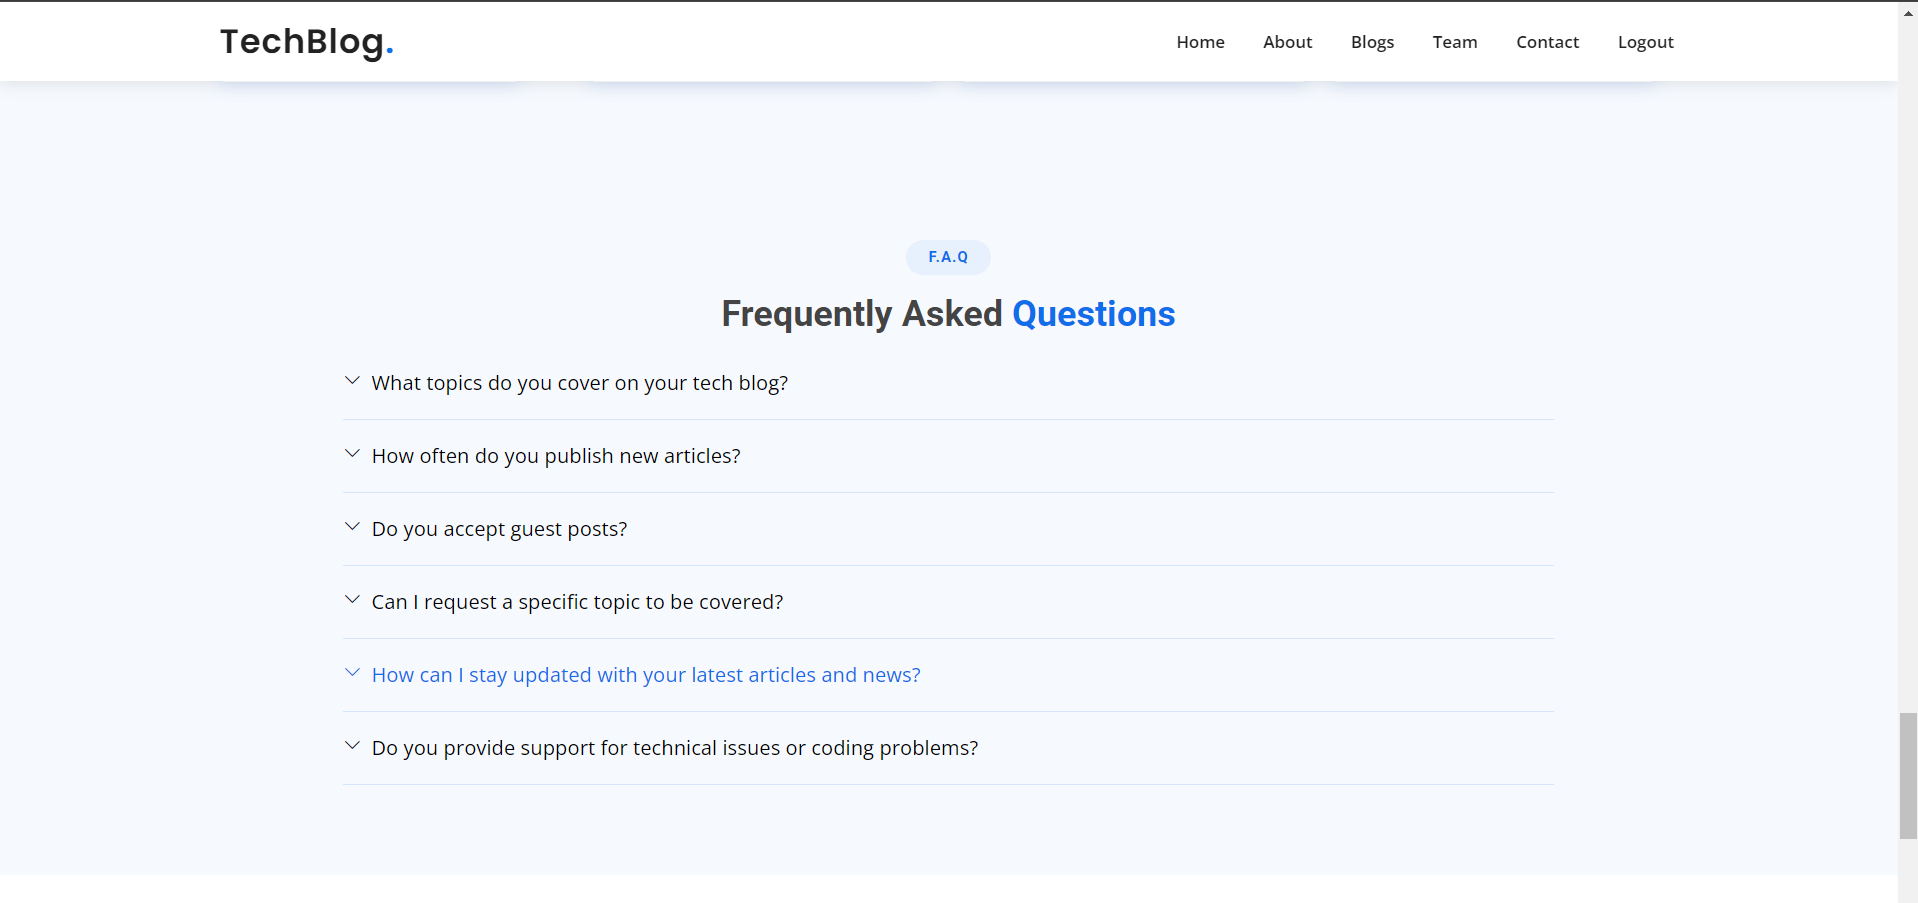 TechBlog.
Home About Blogs Team Contact Logout
F.A.Q
Frequently Asked Questions
What topics do you cover on your tech blog?
How often do you publish new articles?
Do you accept guest posts?
Can I request a specific topic to be covered?
How can I stay updated with your latest articles and news?
Do you provide support for technical issues or coding problems?